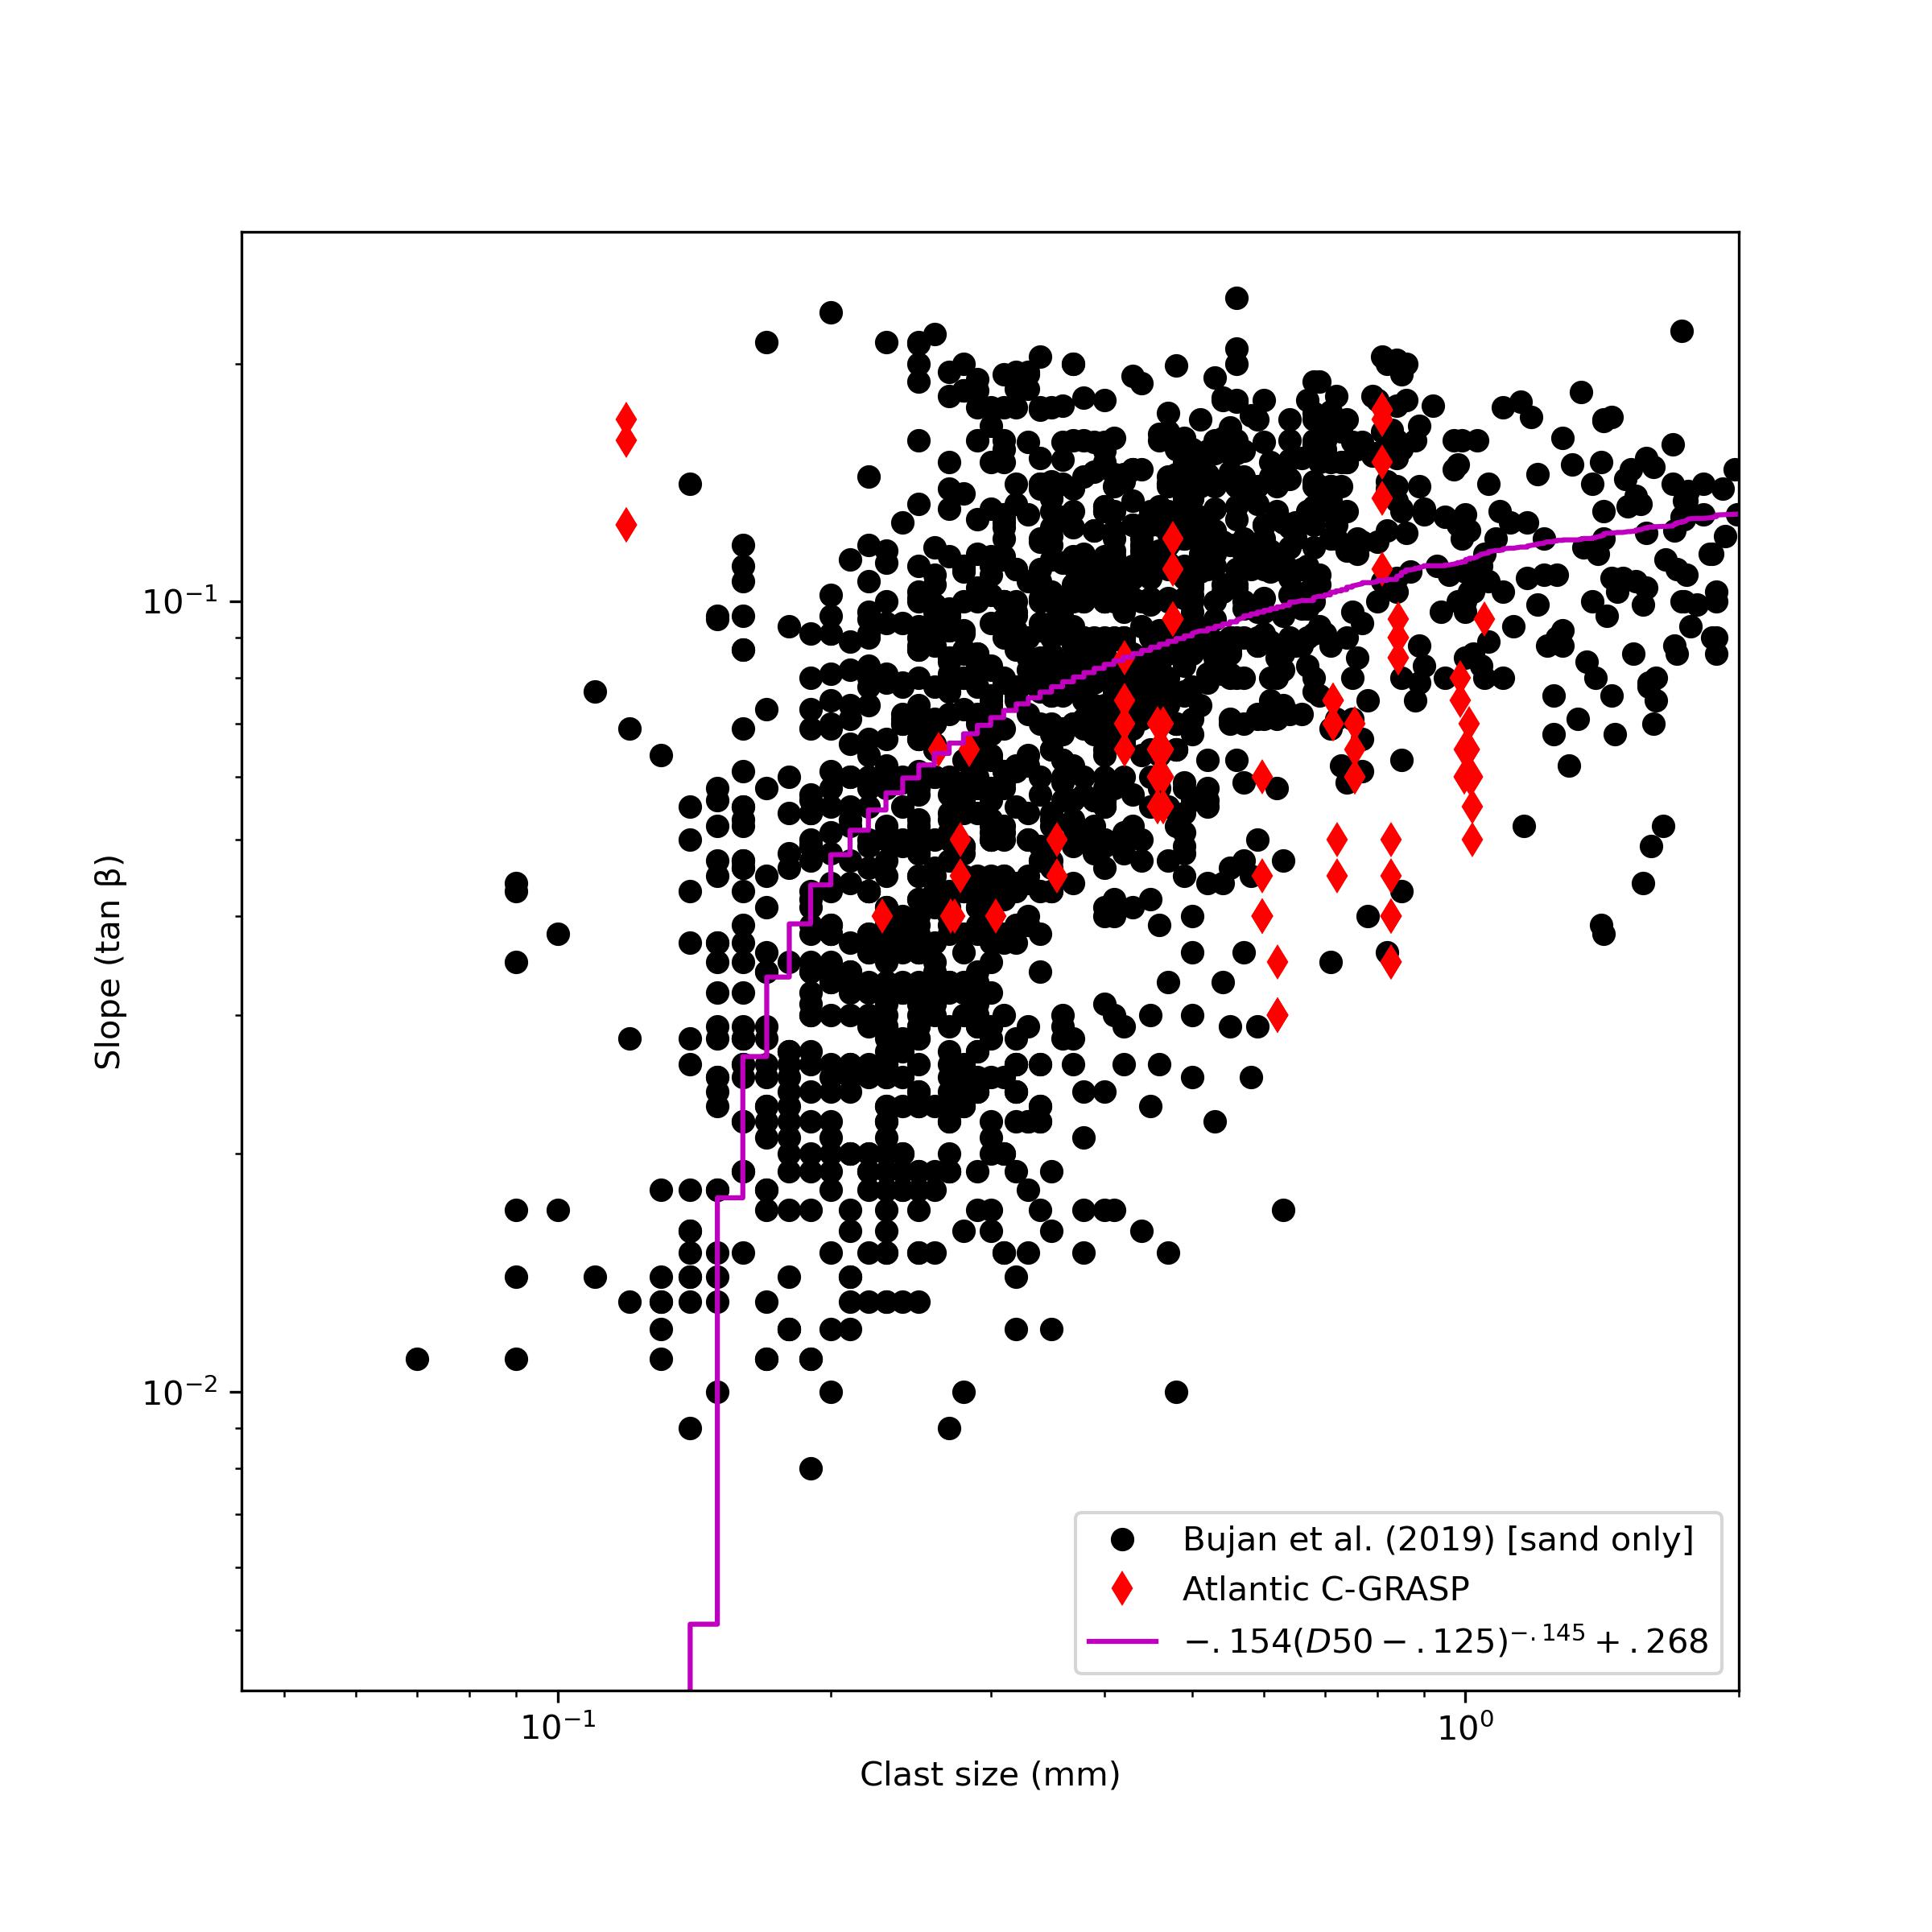 10⁻¹
Slope (tan β)
10⁻²
10⁻¹
10⁰
Clast size (mm)
Bujan et al. (2019) [sand only]
Atlantic C-GRASP
−.154(D50 − .125)⁻·¹⁴⁵ + .268